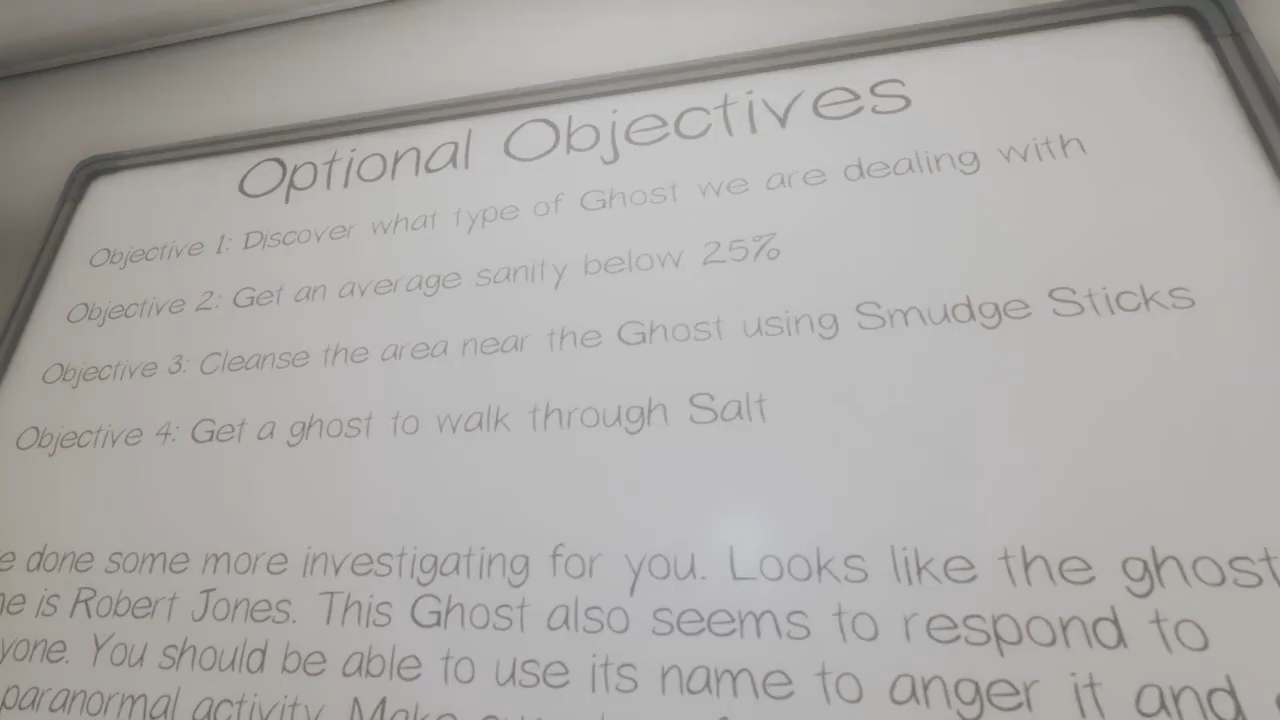 Optional Objectives
Objective 1: Discover what type of Ghost we are dealing with
Objective 2: Get an average sanity below 25%
Objective 3: Cleanse the area near the Ghost using Smudge Sticks
Objective 4: Get a ghost to walk through Salt
done some more investigating for you. Looks like the ghost
is Robert Jones. This Ghost also seems to respond to
You should be able to use its name to anger it and
paranormal activity.